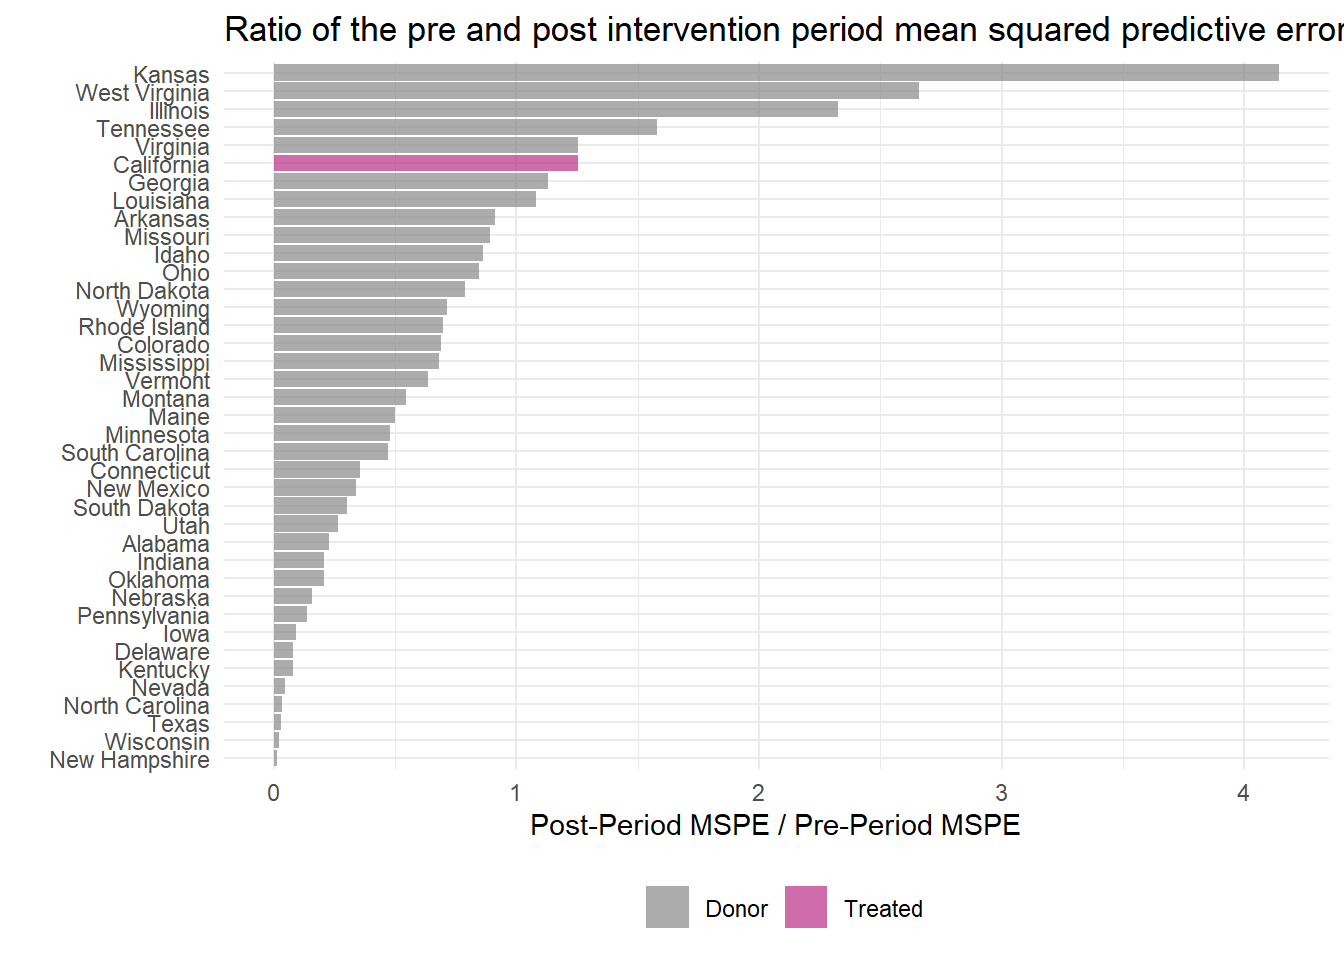 Ratio of the pre and post intervention period mean squared predictive error
Kansas
West Virginia
Illinois
Tennessee
Virginia
California
Georgia
Louisiana
Arkansas
Missouri
Idaho
Ohio
North Dakota
Wyoming
Rhode Island
Colorado
Mississippi
Vermont
Montana
Maine
Minnesota
South Carolina
Connecticut
New Mexico
South Dakota
Utah
Alabama
Indiana
Oklahoma
Nebraska
Pennsylvania
Iowa
Delaware
Kentucky
Nevada
North Carolina
Texas
Wisconsin
New Hampshire
0 1 2 3 4
Post-Period MSPE / Pre-Period MSPE
Donor Treated